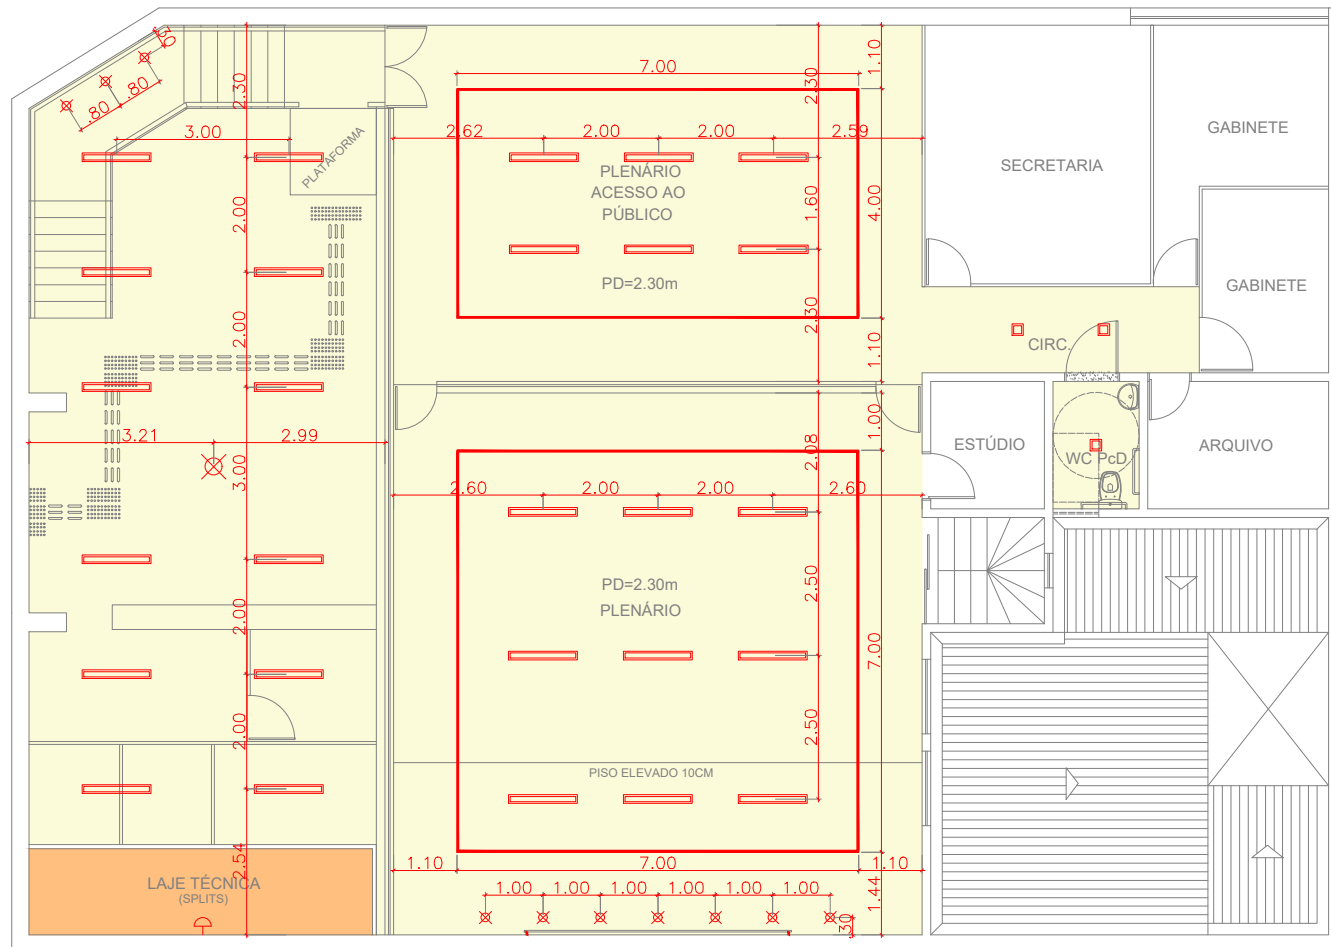 .30
.80
.80
2.30
3.00
PLATAFORMA
2.00
2.00
3.21
2.99
3.00
2.00
2.00
2.54
LAJE TÉCNICA
(SPLITS)
7.00
2.30
1.10
2.62
2.00
2.00
2.59
PLENÁRIO
ACESSO AO
PÚBLICO
1.60
4.00
PD=2.30m
2.30
1.10
1.00
2.08
2.60
2.00
2.00
2.60
PD=2.30m
PLENÁRIO
2.50
7.00
2.50
PISO ELEVADO 10CM
1.10
7.00
1.10
1.00
1.00
1.00
1.00
1.00
1.00
1.44
.30
SECRETARIA
GABINETE
GABINETE
CIRC.
ESTÚDIO
WC PcD
ARQUIVO